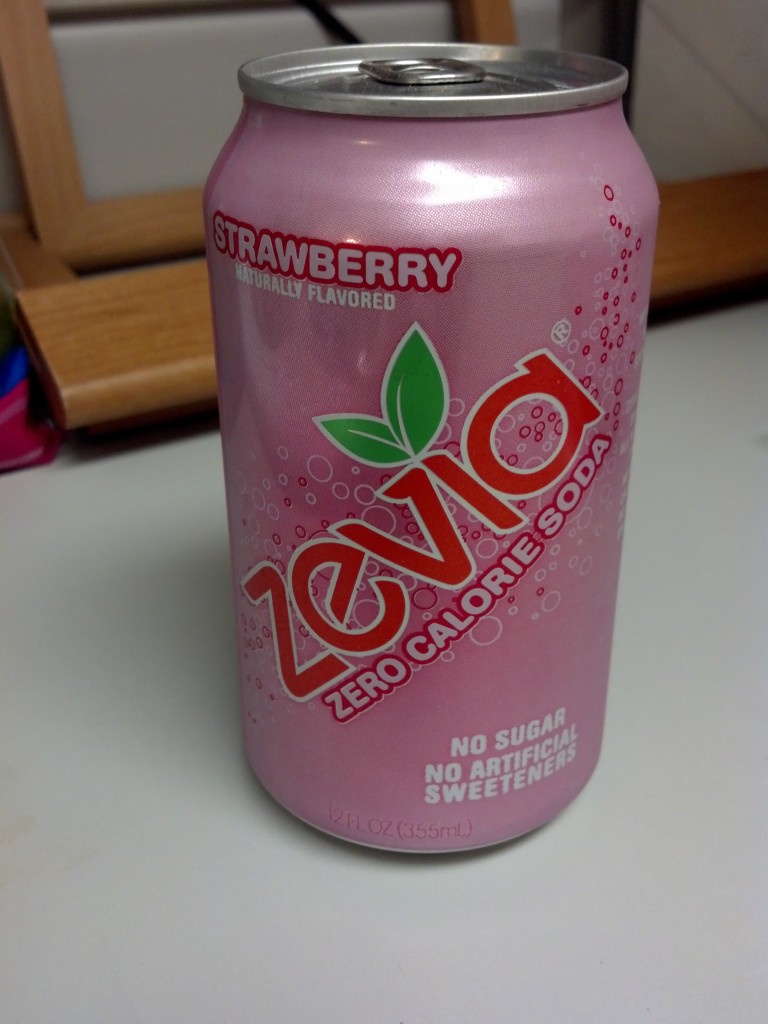 STRAWBERRY
NATURALLY FLAVORED
zevia®
ZERO CALORIE SODA
NO SUGAR
NO ARTIFICIAL
SWEETENERS
12 FL OZ (355mL)